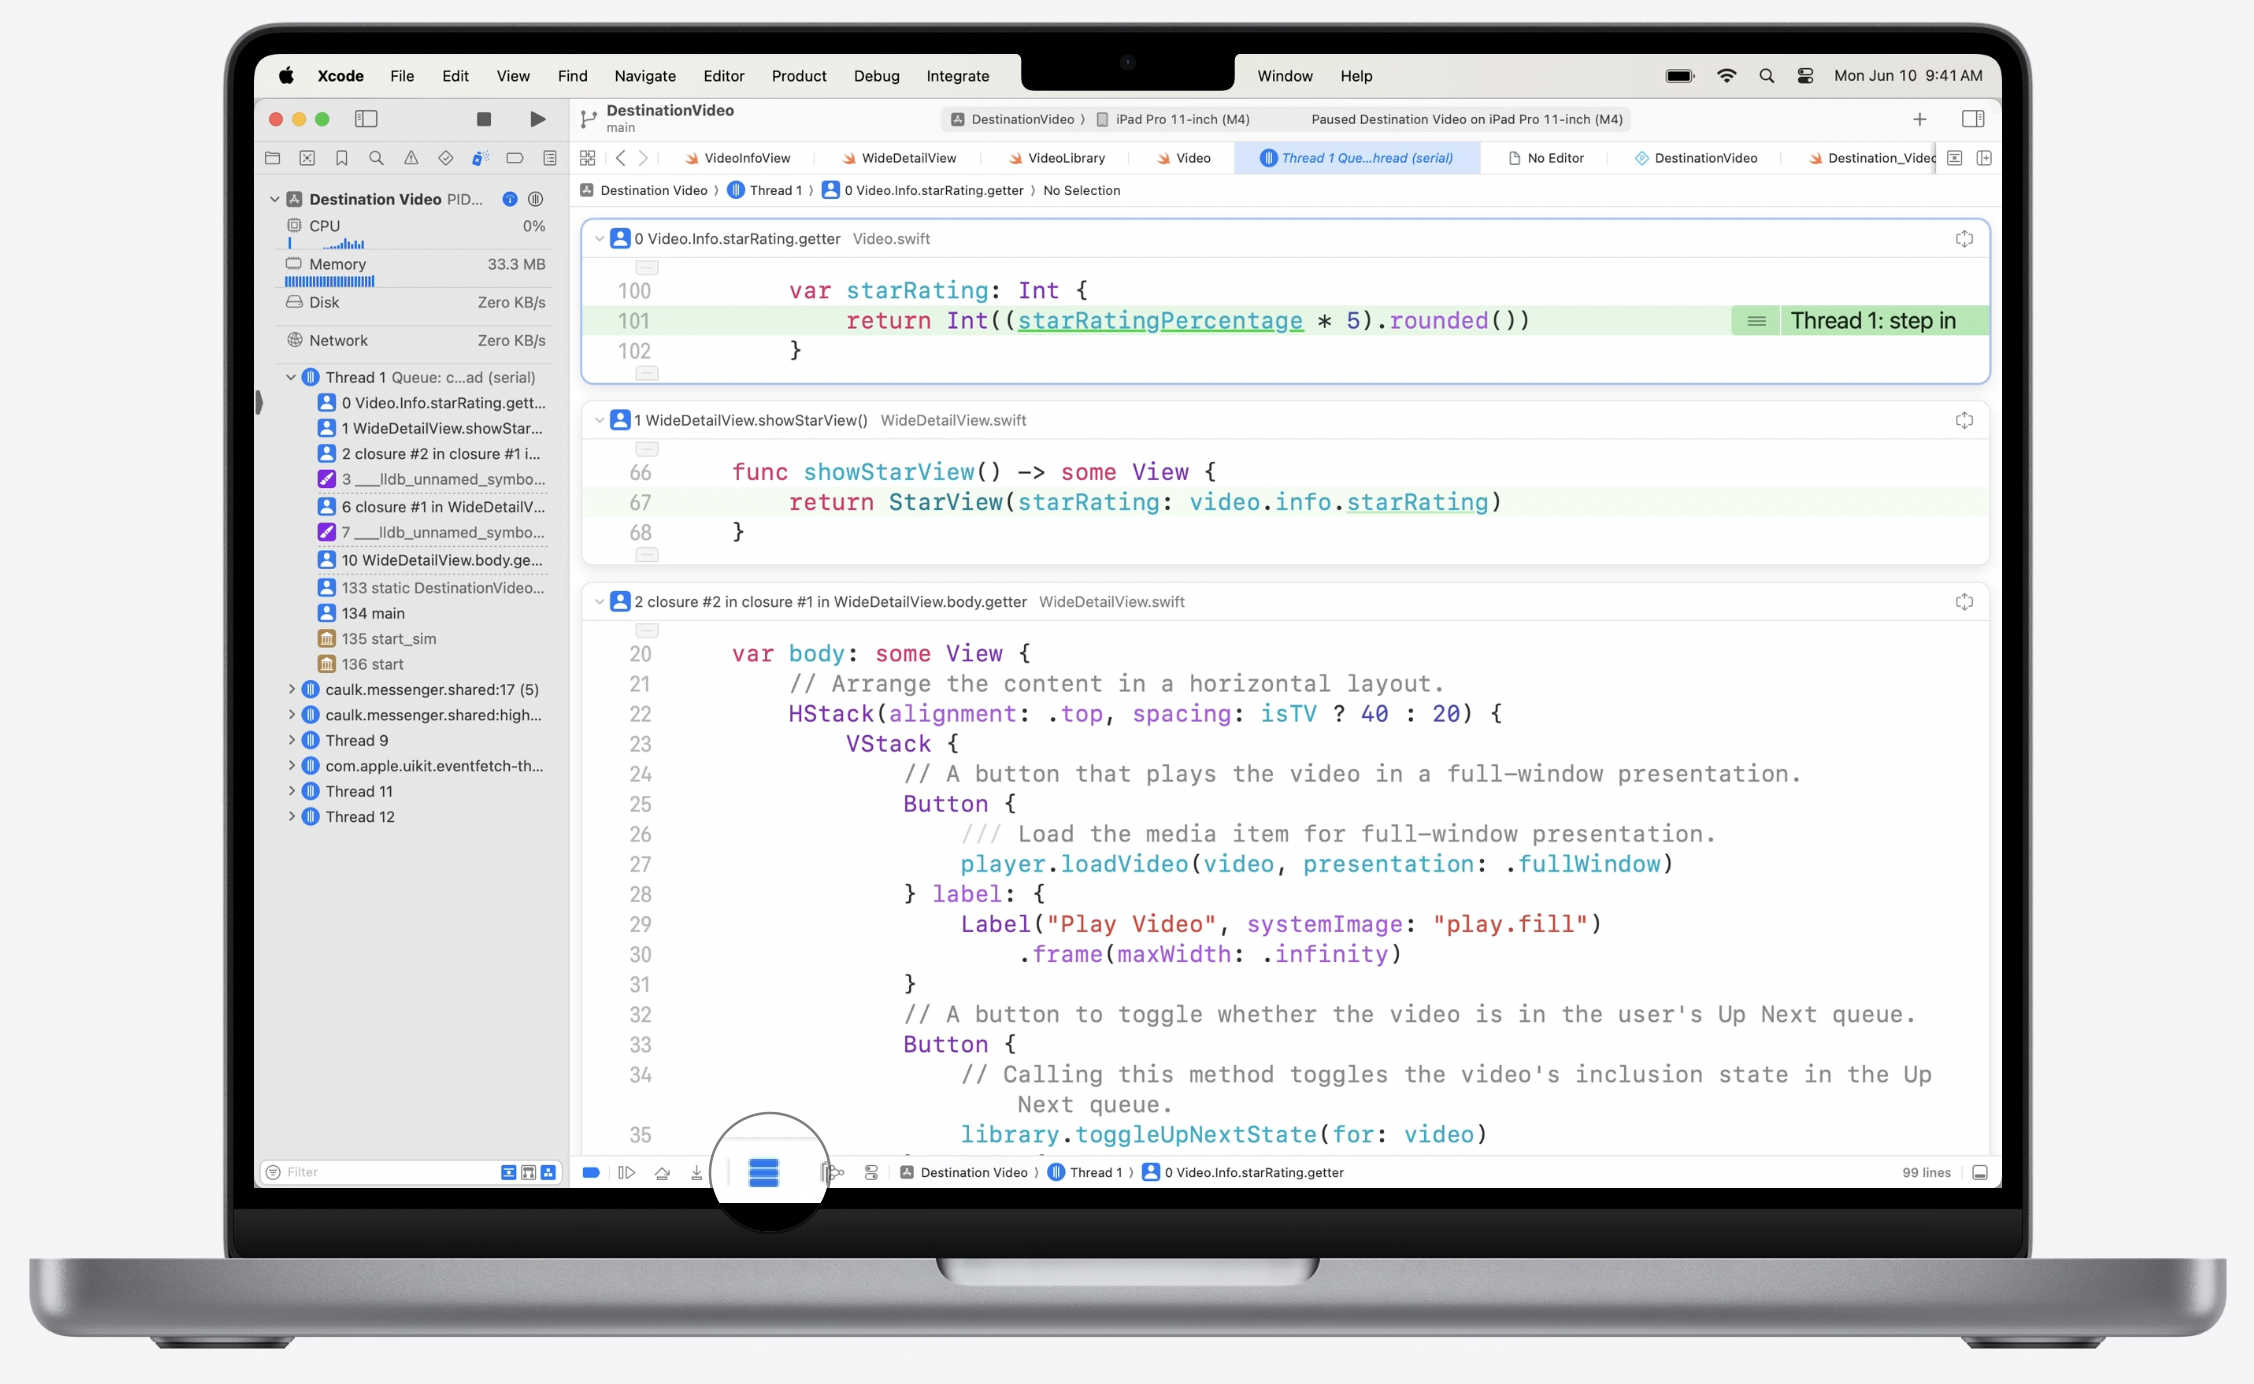 Xcode File Edit View Find Navigate Editor Product Debug Integrate Window Help Mon Jun 10 9:41 AM
DestinationVideo
main
DestinationVideo iPad Pro 11-inch (M4) Paused Destination Video on iPad Pro 11-inch (M4)
VideoInfoView WideDetailView VideoLibrary Video Thread 1 Que...hread (serial) No Editor DestinationVideo Destination_Videc
Destination Video Thread 1 0 Video.Info.starRating.getter No Selection
Destination Video PID...
CPU 0%
Memory 33.3 MB
Disk Zero KB/s
Network Zero KB/s
Thread 1 Queue: c...ad (serial)
0 Video.Info.starRating.gett...
1 WideDetailView.showStar...
2 closure #2 in closure #1 i...
3 ___lldb_unnamed_symbo...
6 closure #1 in WideDetailV...
7 ___lldb_unnamed_symbo...
10 WideDetailView.body.ge...
133 static DestinationVideo...
134 main
135 start_sim
136 start
caulk.messenger.shared:17 (5)
caulk.messenger.shared:high...
Thread 9
com.apple.uikit.eventfetch-th...
Thread 11
Thread 12
Filter
0 Video.Info.starRating.getter Video.swift
100 var starRating: Int {
101 return Int((starRatingPercentage * 5).rounded()) Thread 1: step in
102 }
1 WideDetailView.showStarView() WideDetailView.swift
66 func showStarView() -> some View {
67 return StarView(starRating: video.info.starRating)
68 }
2 closure #2 in closure #1 in WideDetailView.body.getter WideDetailView.swift
20 var body: some View {
21 // Arrange the content in a horizontal layout.
22 HStack(alignment: .top, spacing: isTV ? 40 : 20) {
23 VStack {
24 // A button that plays the video in a full-window presentation.
25 Button {
26 /// Load the media item for full-window presentation.
27 player.loadVideo(video, presentation: .fullWindow)
28 } label: {
29 Label("Play Video", systemImage: "play.fill")
30 .frame(maxWidth: .infinity)
31 }
32 // A button to toggle whether the video is in the user's Up Next queue.
33 Button {
34 // Calling this method toggles the video's inclusion state in the Up
Next queue.
35 library.toggleUpNextState(for: video)
Destination Video Thread 1 0 Video.Info.starRating.getter 99 lines